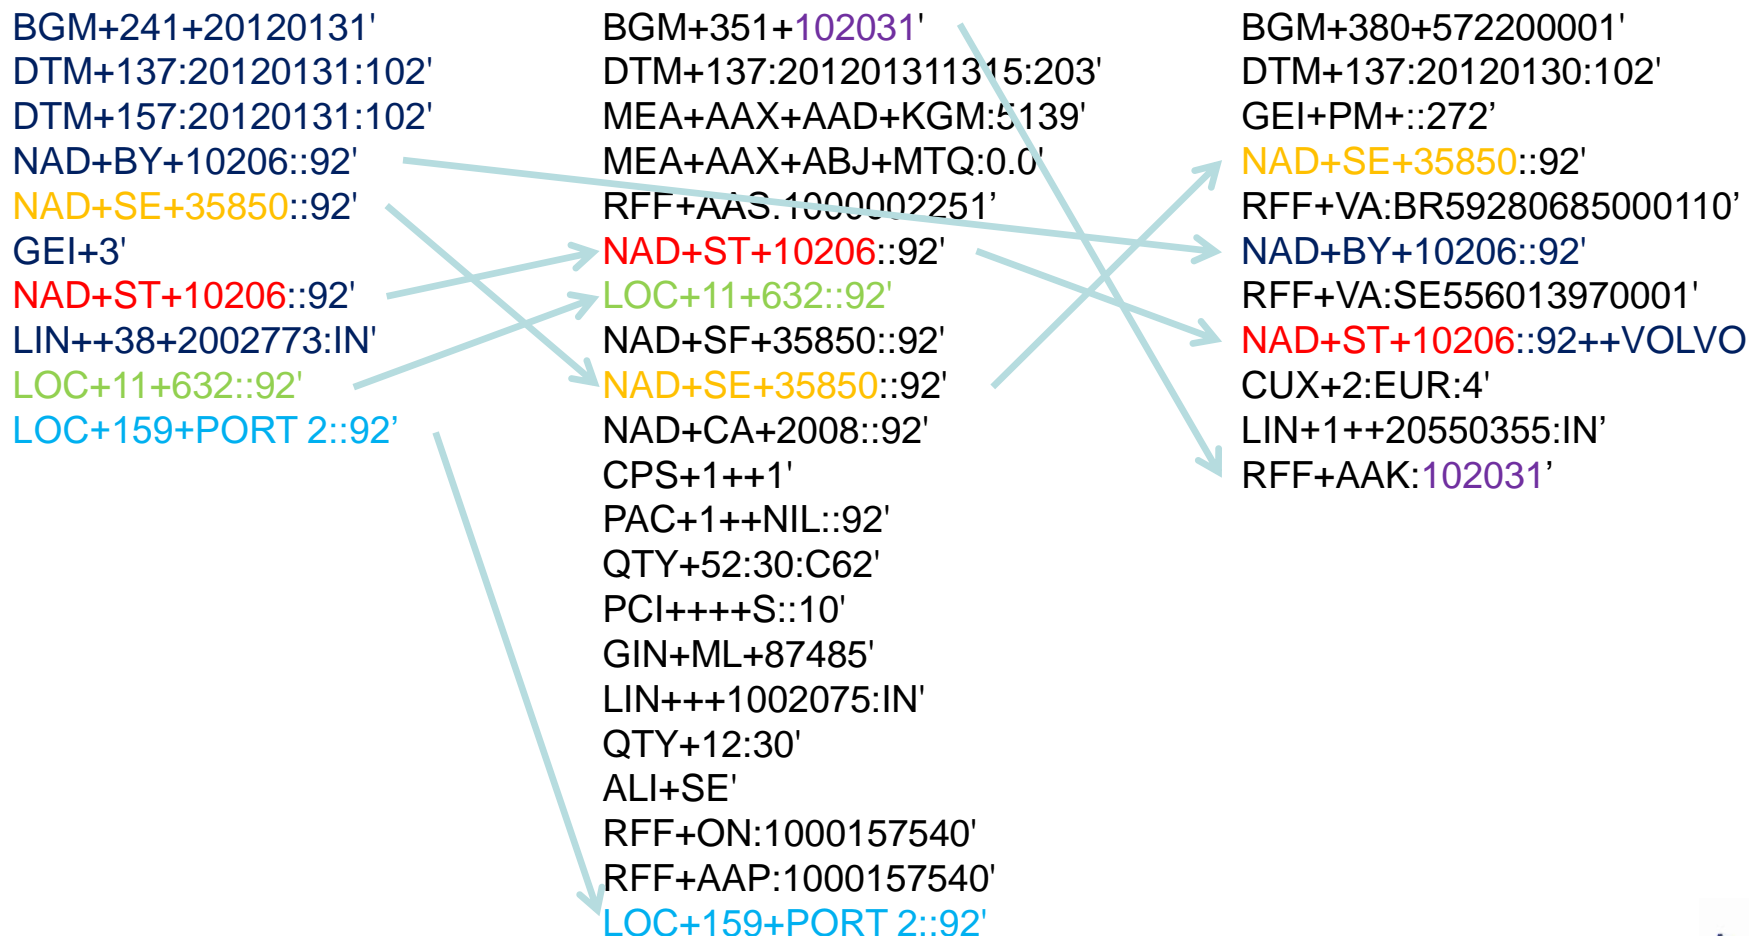 BGM+241+20120131'
DTM+137:20120131:102'
DTM+157:20120131:102'
NAD+BY+10206::92'
NAD+SE+35850::92'
GEI+3'
NAD+ST+10206::92'
LIN++38+2002773:IN'
LOC+11+632::92'
LOC+159+PORT 2::92’
BGM+351+102031'
DTM+137:201201311315:203'
MEA+AAX+AAD+KGM:5139'
MEA+AAX+ABJ+MTQ:0.0'
RFF+AAS:1000002251’
NAD+ST+10206::92'
LOC+11+632::92'
NAD+SF+35850::92'
NAD+SE+35850::92'
NAD+CA+2008::92'
CPS+1++1'
PAC+1++NIL::92'
QTY+52:30:C62'
PCI++++S::10'
GIN+ML+87485'
LIN+++1002075:IN'
QTY+12:30'
ALI+SE'
RFF+ON:1000157540'
RFF+AAP:1000157540'
LOC+159+PORT 2::92'
BGM+380+572200001'
DTM+137:20120130:102'
GEI+PM+::272’
NAD+SE+35850::92'
RFF+VA:BR59280685000110’
NAD+BY+10206::92'
RFF+VA:SE556013970001'
NAD+ST+10206::92++VOLVO
CUX+2:EUR:4'
LIN+1++20550355:IN’
RFF+AAK:102031’